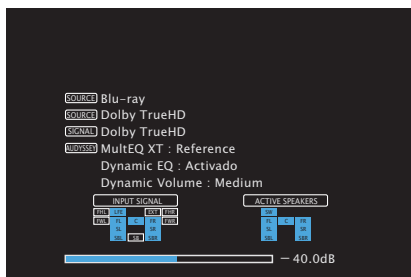 SOURCE Blu-ray
SOURCE Dolby TrueHD
SIGNAL Dolby TrueHD
AUDYSSEY MultEQ XT : Reference
Dynamic EQ : Activado
Dynamic Volume : Medium
INPUT SIGNAL ACTIVE SPEAKERS
FHL LFE EXT FHR SW
FWL FL C FR FWR FL C FR
SL SR SL SR
SBL SB SBR SBL SBR
- 40.0dB